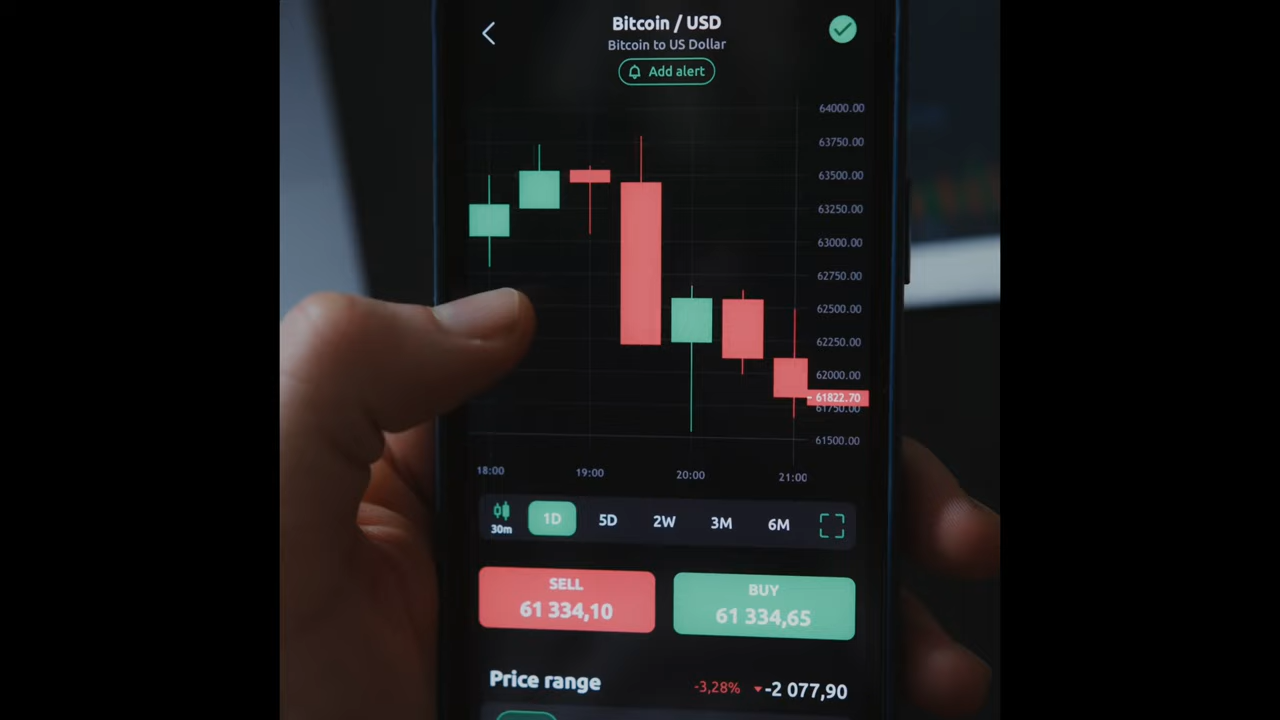 Bitcoin / USD
Bitcoin to US Dollar
Add alert
64000.00
63750.00
63500.00
63250.00
63000.00
62750.00
62500.00
62250.00
62000.00
61822.70
61750.00
61500.00
18:00 19:00 20:00 21:00
30m 1D 5D 2W 3M 6M
SELL
61 334,10
BUY
61 334,65
Price range -3,28% -2 077,90